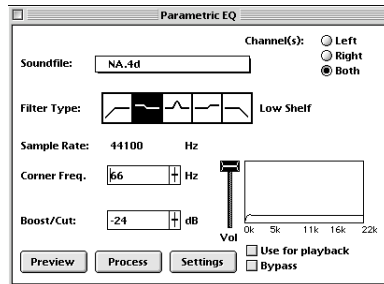 Parametric EQ
Channel(s):
Left
Right
Both
Soundfile: NA.4d
Filter Type: Low Shelf
Sample Rate: 44100 Hz
Corner Freq. 66 Hz
Boost/Cut: -24 dB
Vol
0k 5k 11k 16k 22k
Use for playback
Bypass
Preview Process Settings